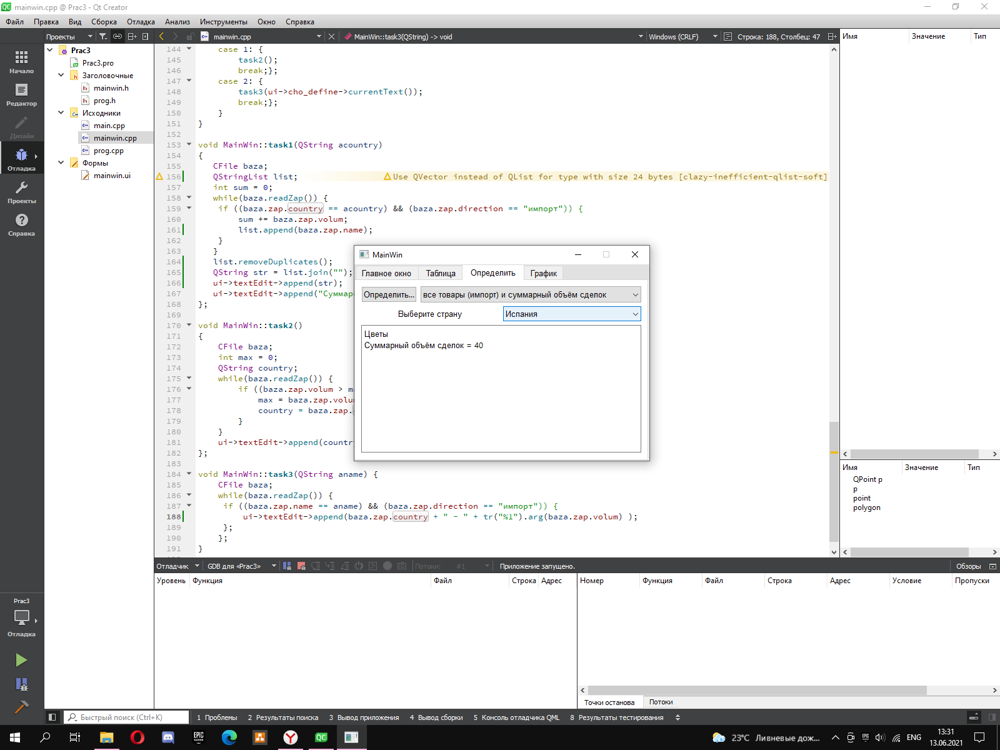 mainwin.cpp @ Prac3 - Qt Creator
Файл Правка Вид Сборка Отладка Анализ Инструменты Окно Справка
Проекты
mainwin.cpp
MainWin::task3(QString) -> void
Windows (CRLF)
Строка: 188, Столбец: 47
Начало
Редактор
Дизайн
Отладка
Проекты
Справка
Prac3
Prac3.pro
Заголовочные
mainwin.h
prog.h
Исходники
main.cpp
mainwin.cpp
prog.cpp
Формы
mainwin.ui
144 case 1: {
145 task2();
146 break;};
147 case 2: {
148 task3(ui->cho_define->currentText());
149 break;};
150 }
151 }
152
153 void MainWin::task1(QString acountry)
154 {
155 CFile baza;
156 QStringList list; Use QVector instead of QList for type with size 24 bytes [clazy-inefficient-qlist-soft]
157 int sum = 0;
158 while(baza.readZap()) {
159 if ((baza.zap.country == acountry) && (baza.zap.direction == "импорт")) {
160 sum += baza.zap.volum;
161 list.append(baza.zap.name);
162 }
163 }
164 list.removeDuplicates();
165 QString str = list.join("");
166 ui->textEdit->append(str);
167 ui->textEdit->append("Суммар
168 };
169
170 void MainWin::task2()
171 {
172 CFile baza;
173 int max = 0;
174 QString country;
175 while(baza.readZap()) {
176 if ((baza.zap.volum > m
177 max = baza.zap.volu
178 country = baza.zap.
179 }
180 }
181 ui->textEdit->append(countr
182 };
183
184 void MainWin::task3(QString aname) {
185 CFile baza;
186 while(baza.readZap()) {
187 if ((baza.zap.name == aname) && (baza.zap.direction == "импорт")) {
188 ui->textEdit->append(baza.zap.country + " - " + tr("%1").arg(baza.zap.volum) );
189 };
190 };
191 }
MainWin
Главное окно Таблица Определить График
Определить... все товары (импорт) и суммарный объём сделок
Выберите страну Испания
Цветы
Суммарный объём сделок = 40
Имя Значение Тип
Имя Значение Тип
QPoint p
p
point
polygon
Отладчик GDB для «Prac3» Потоки: #1 Приложение запущено. Обзоры
Уровень Функция Файл Строка Адрес
Номер Функция Файл Строка Адрес Условие Пропуски
Точки останова Потоки
Prac3
Отладка
Быстрый поиск (Ctrl+K)
1 Проблемы 2 Результаты поиска 3 Вывод приложения 4 Вывод сборки 5 Консоль отладчика QML 8 Результаты тестирования
EPIC GAMES
QC
23°C Ливневые дож... ENG
13:31
13.06.2021